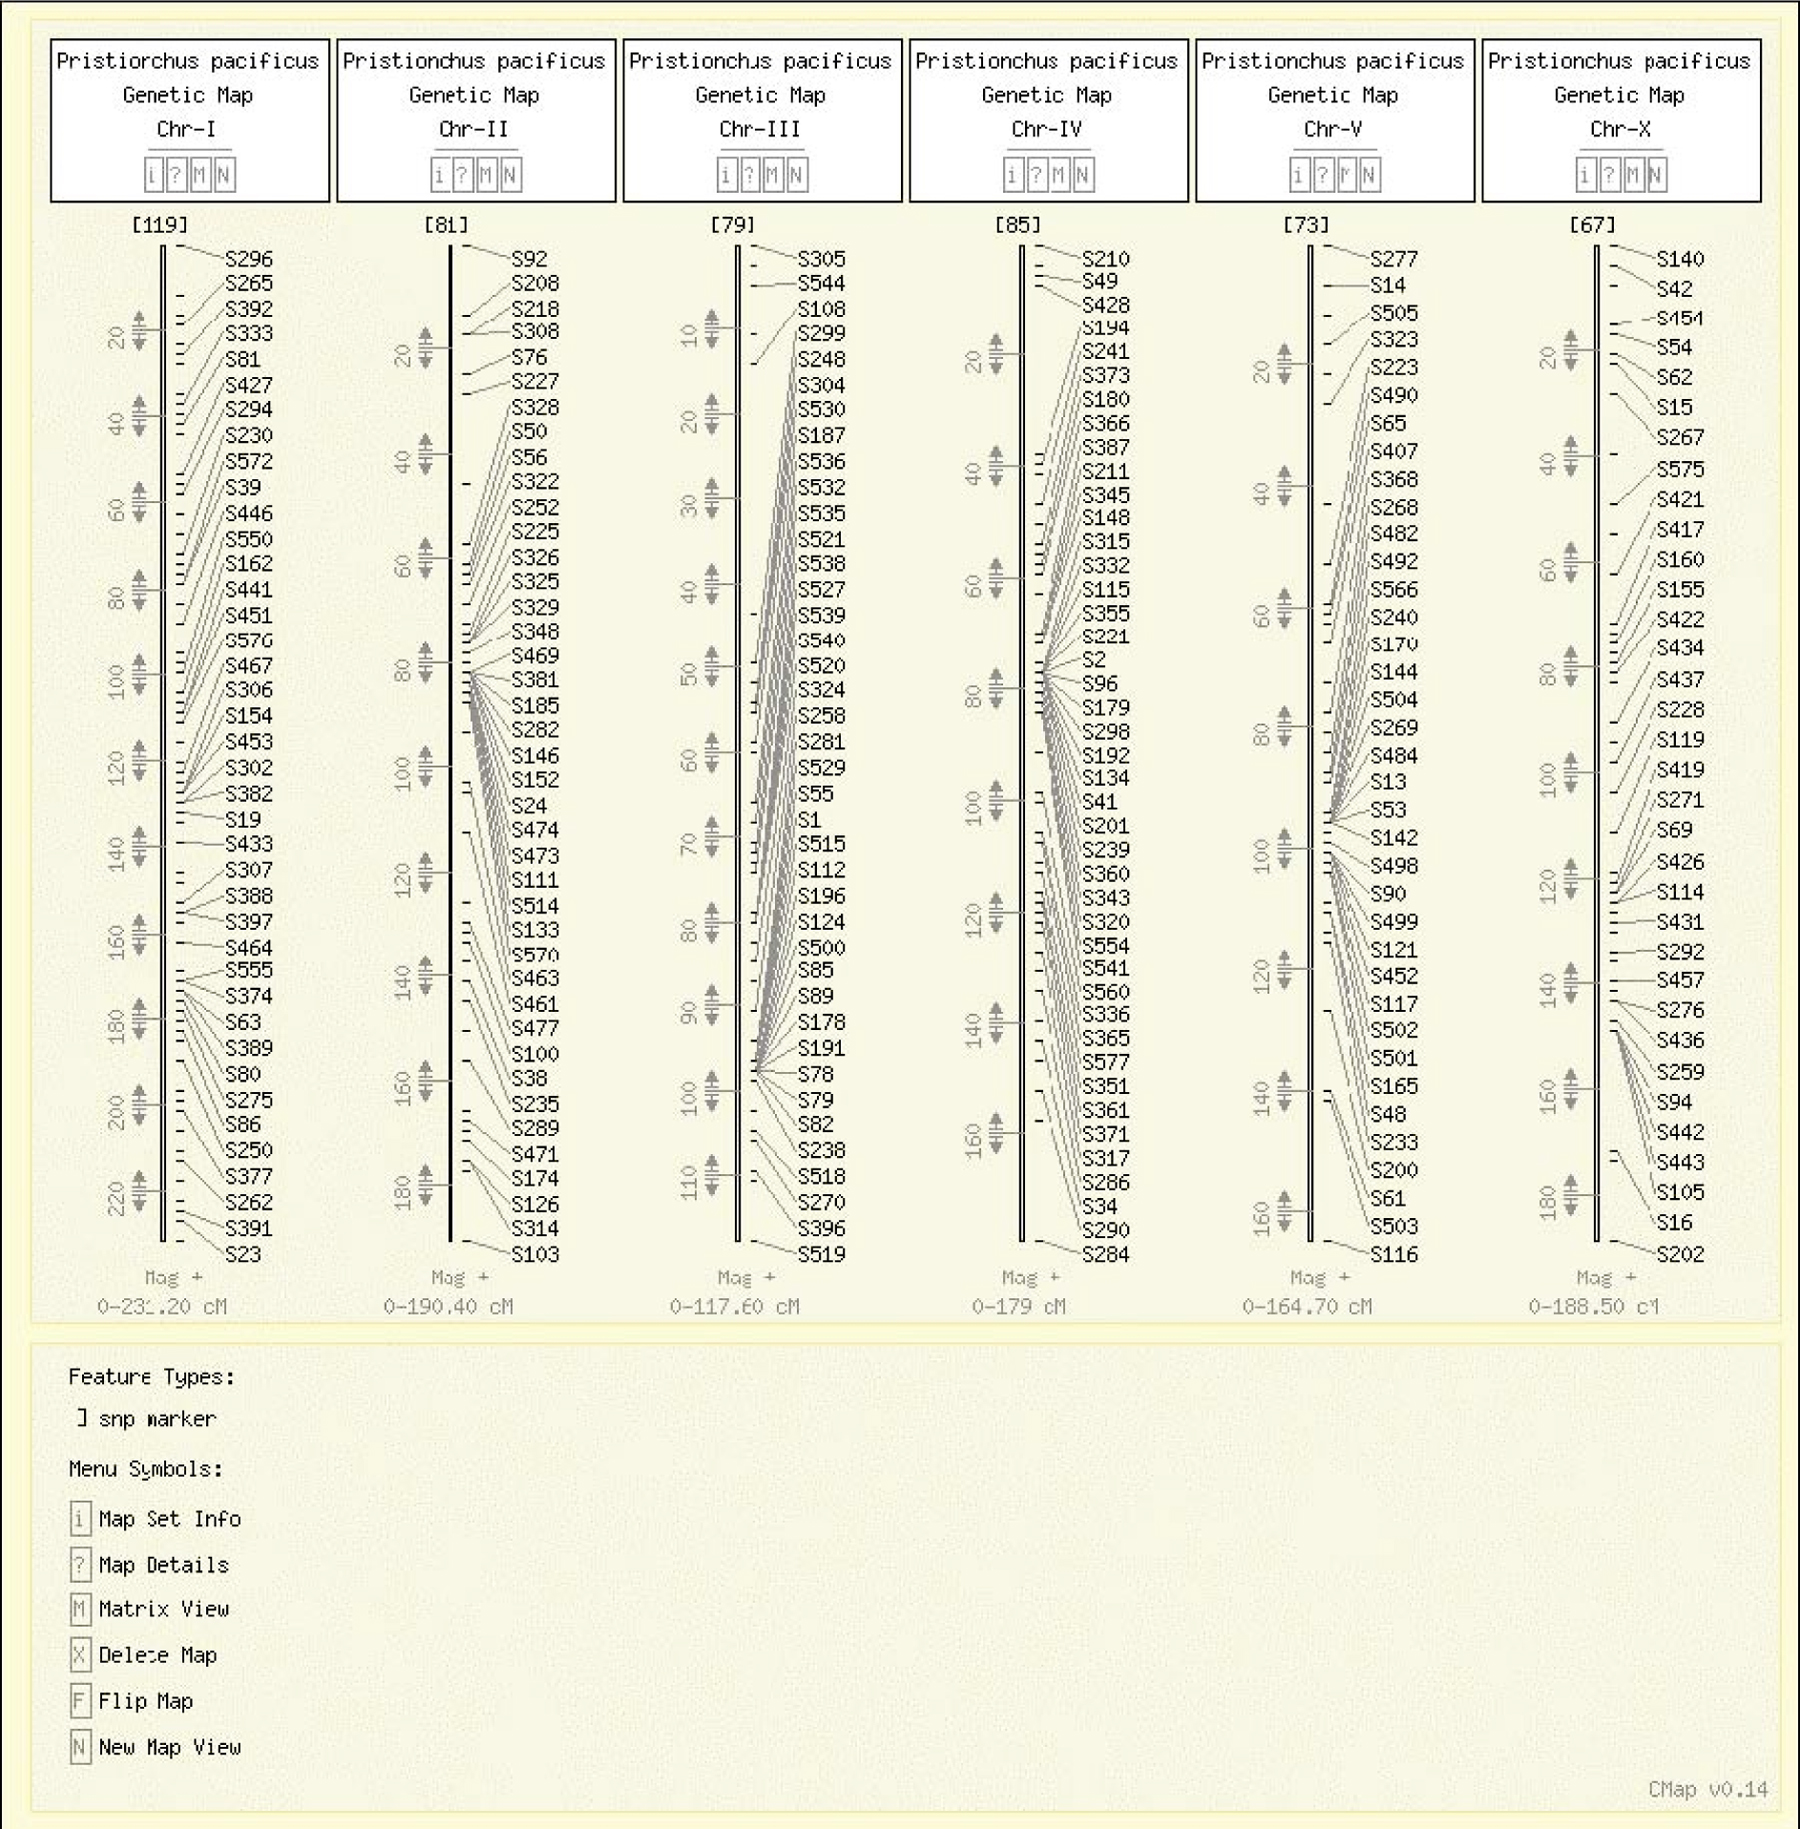 Pristiorchus pacificus
Genetic Map
Chr-I
i ? M N
Pristionchus pacificus
Genetic Map
Chr-II
i ? M N
Pristionchus pacificus
Genetic Map
Chr-III
i ? M N
Pristionchus pacificus
Genetic Map
Chr-IV
i ? M N
Pristionchus pacificus
Genetic Map
Chr-V
i ? M N
Pristionchus pacificus
Genetic Map
Chr-X
i ? M N
[119]
20
40
60
80
100
120
140
160
180
200
220
S296
S265
S392
S333
S81
S427
S294
S230
S572
S39
S446
S550
S162
S441
S451
S576
S467
S306
S154
S453
S302
S382
S19
S433
S307
S388
S397
S464
S555
S374
S63
S389
S80
S275
S86
S250
S377
S262
S391
S23
Mag +
0-231.20 cM
[81]
20
40
60
80
100
120
140
160
180
S92
S208
S218
S308
S76
S227
S328
S50
S56
S322
S252
S225
S326
S325
S329
S348
S469
S381
S185
S282
S146
S152
S24
S474
S473
S111
S514
S133
S570
S463
S461
S477
S100
S38
S235
S289
S471
S174
S126
S314
S103
Mag +
0-190.40 cM
[79]
10
20
30
40
50
60
70
80
90
100
110
S305
S544
S108
S299
S248
S304
S530
S187
S536
S532
S535
S521
S538
S527
S539
S540
S520
S324
S258
S281
S529
S55
S1
S515
S112
S196
S124
S500
S85
S89
S178
S191
S78
S79
S82
S238
S518
S270
S396
S519
Mag +
0-117.60 cM
[85]
20
40
60
80
100
120
140
160
S210
S49
S428
S194
S241
S373
S180
S366
S387
S211
S345
S148
S315
S332
S115
S355
S221
S2
S96
S179
S298
S192
S134
S41
S201
S239
S360
S343
S320
S554
S541
S560
S336
S365
S577
S351
S361
S371
S317
S286
S34
S290
S284
Mag +
0-179 cM
[73]
20
40
60
80
100
120
140
160
S277
S14
S505
S323
S223
S490
S65
S407
S368
S268
S482
S492
S566
S240
S170
S144
S504
S269
S484
S13
S53
S142
S498
S90
S499
S121
S452
S117
S502
S501
S165
S48
S233
S200
S61
S503
S116
Mag +
0-164.70 cM
[67]
20
40
60
80
100
120
140
160
180
S140
S42
S454
S54
S62
S15
S267
S575
S421
S417
S160
S155
S422
S434
S437
S228
S119
S419
S271
S69
S426
S114
S431
S292
S457
S276
S436
S259
S94
S442
S443
S105
S16
S202
Mag +
0-188.50 cM
Feature Types:
] snp marker
Menu Symbols:
i Map Set Info
? Map Details
M Matrix View
X Delete Map
F Flip Map
N New Map View
CMap v0.14